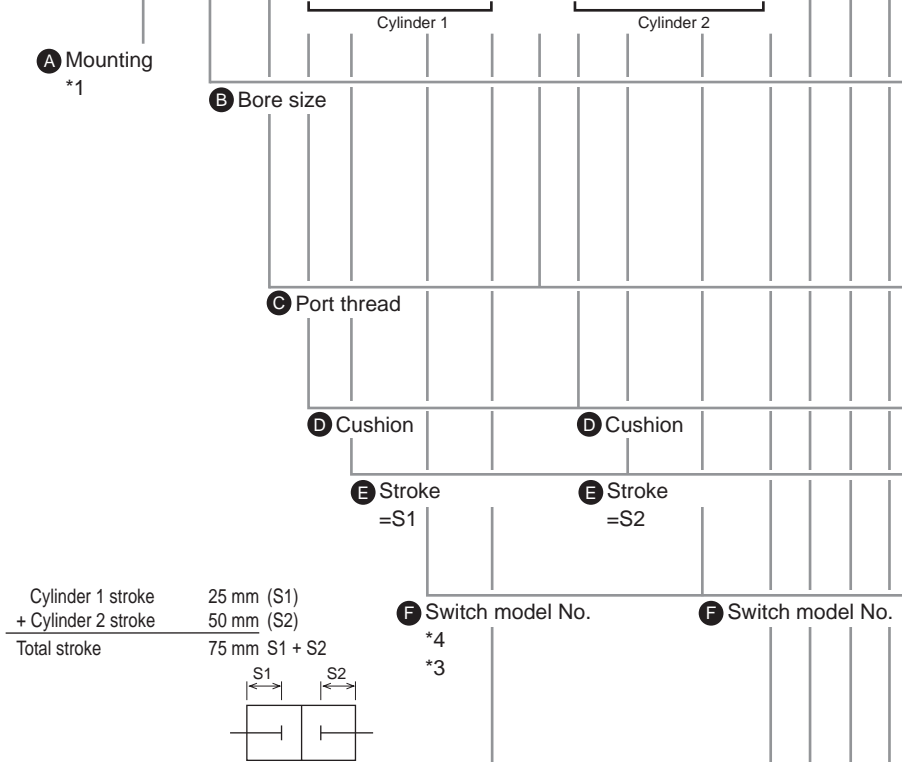 Cylinder 1 Cylinder 2
A Mounting
*1
B Bore size
C Port thread
D Cushion D Cushion
E Stroke E Stroke
=S1 =S2
Cylinder 1 stroke 25 mm (S1)
+ Cylinder 2 stroke 50 mm (S2)
Total stroke 75 mm S1 + S2
F Switch model No. F Switch model No.
*4
*3
S1 S2